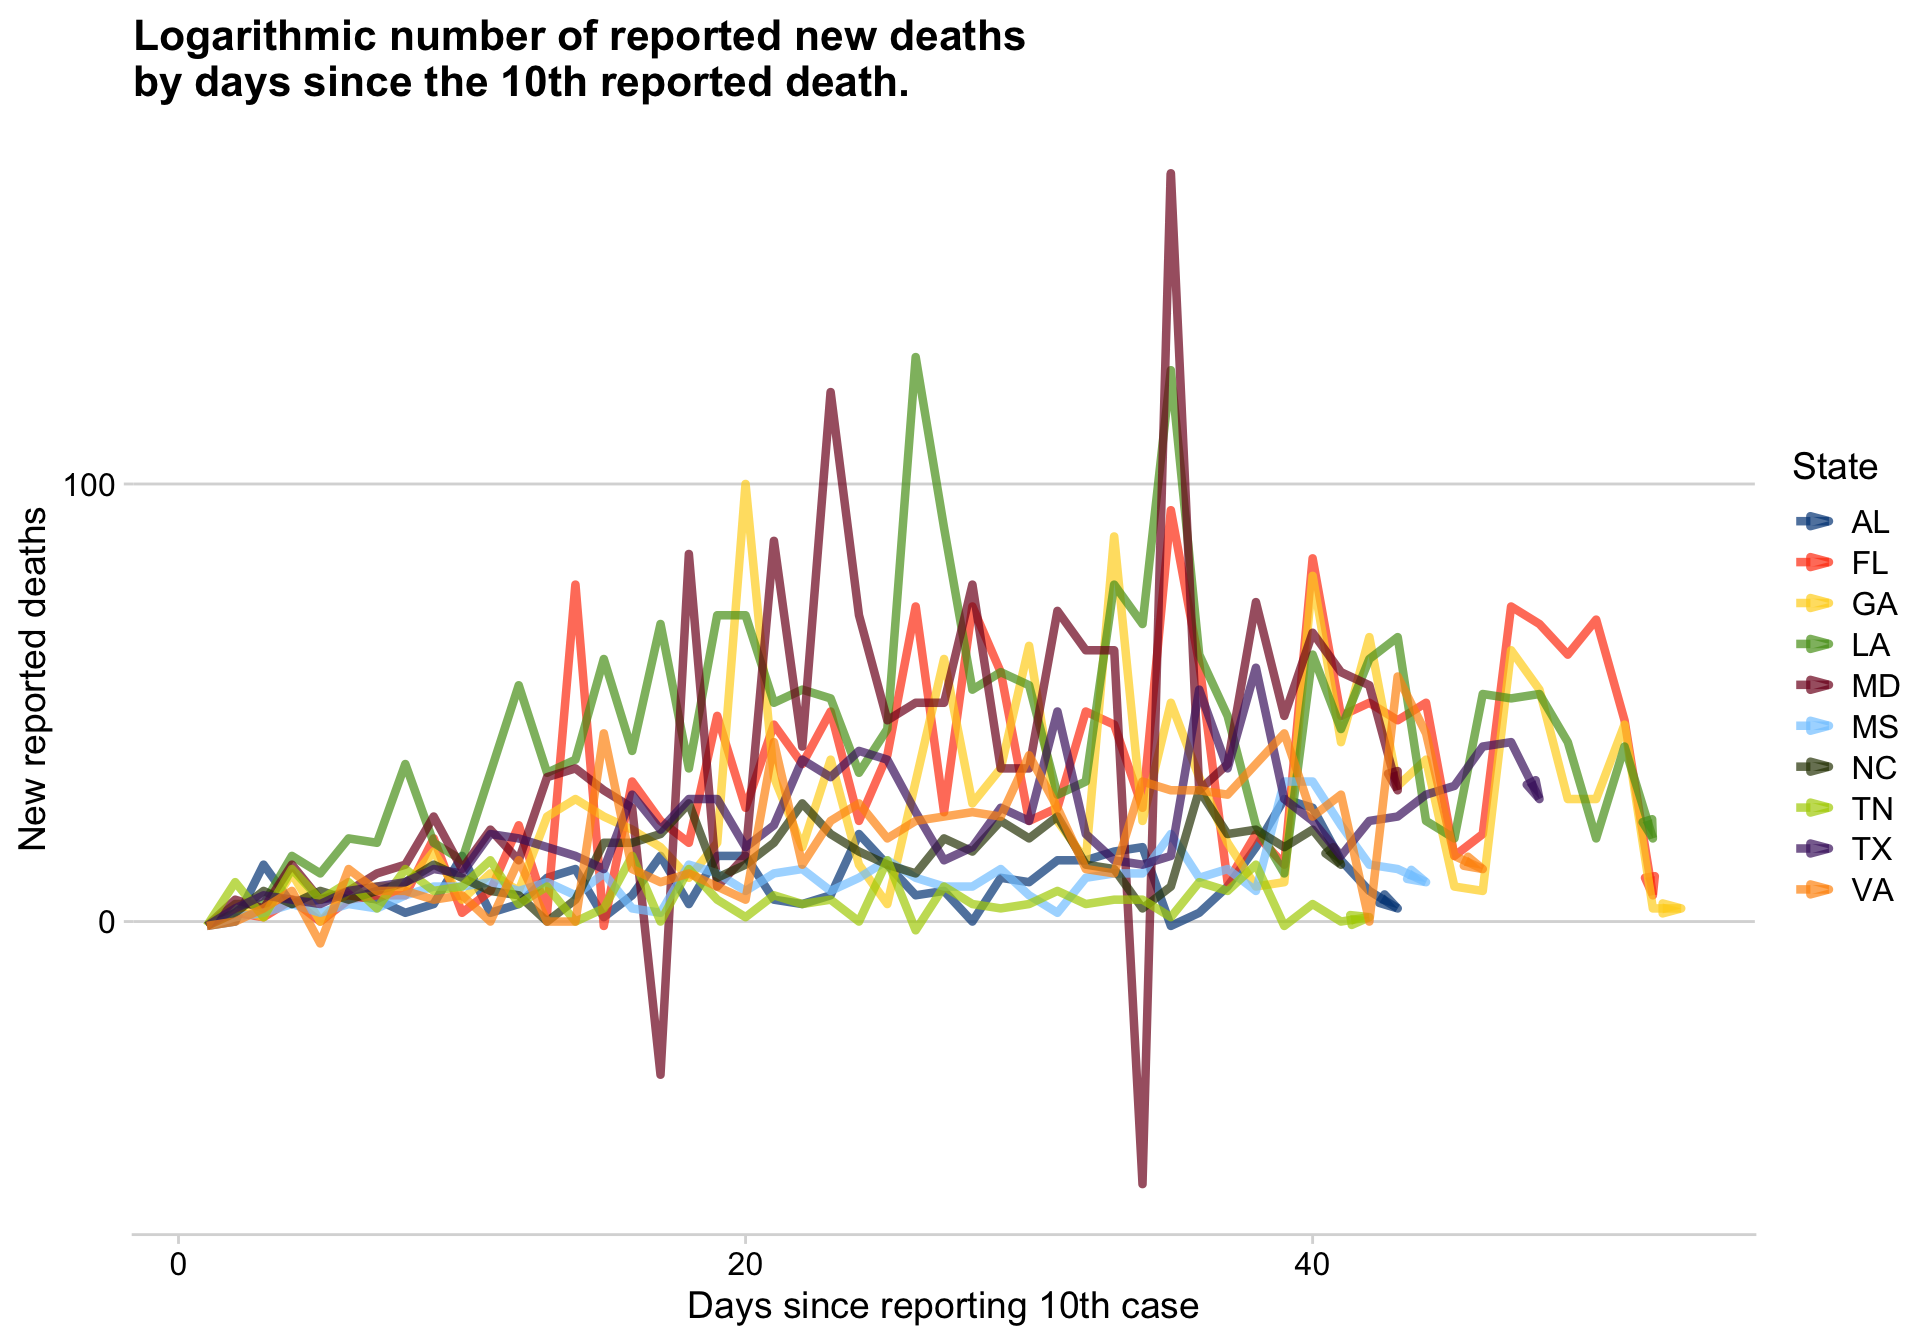 Logarithmic number of reported new deaths
by days since the 10th reported death.
New reported deaths
100
0
0
20
40
Days since reporting 10th case
State
AL
FL
GA
LA
MD
MS
NC
TN
TX
VA